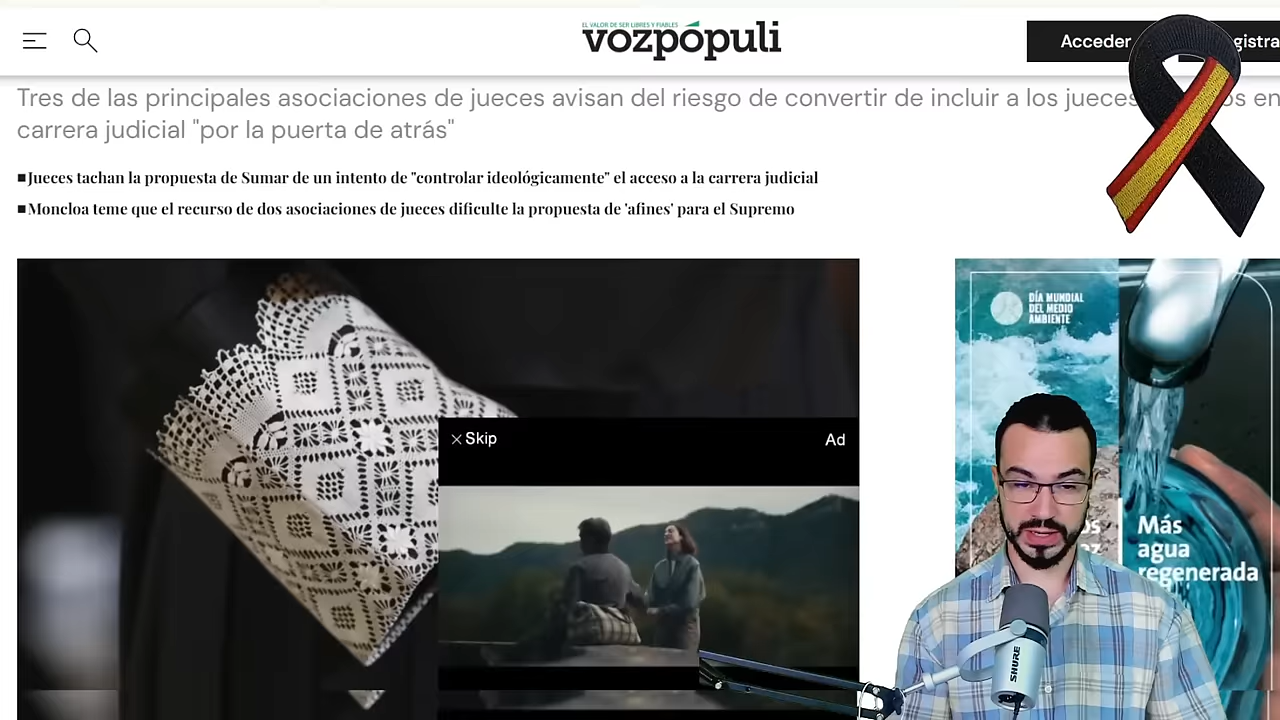 EL VALOR DE SER LIBRES Y FIABLES
vozpópuli
Acceder
gistra
Tres de las principales asociaciones de jueces avisan del riesgo de convertir de incluir a los jueces os en
carrera judicial "por la puerta de atrás"
■Jueces tachan la propuesta de Sumar de un intento de "controlar ideológicamente" el acceso a la carrera judicial
■Moncloa teme que el recurso de dos asociaciones de jueces dificulte la propuesta de 'afines' para el Supremo
DÍA MUNDIAL
DEL MEDIO
AMBIENTE
Skip
Ad
os
oz
Más
agua
regenerada
SHURE